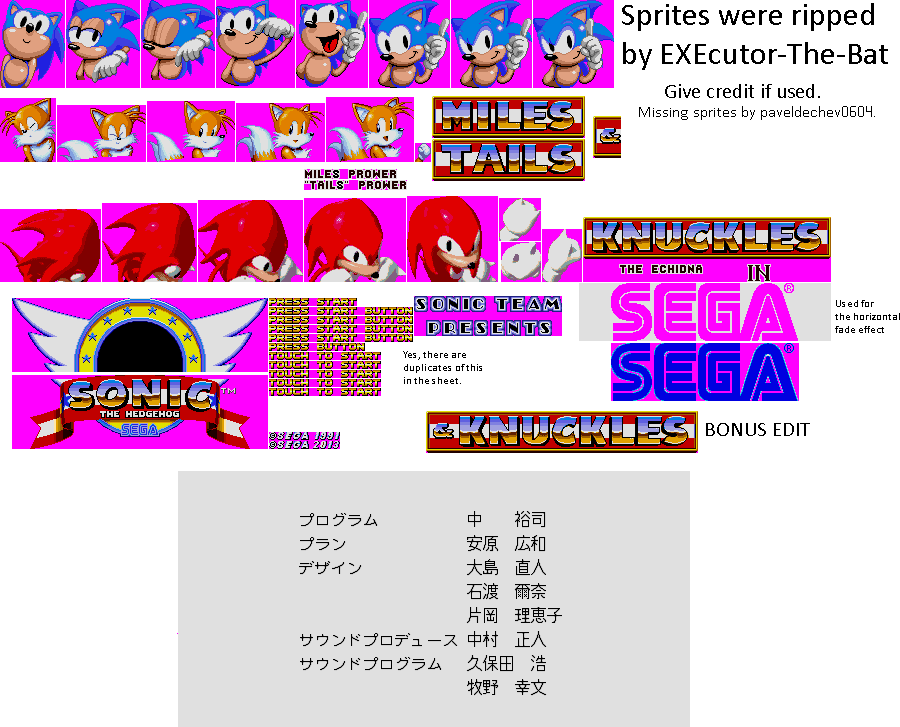 Sprites were ripped
by EXEcutor-The-Bat
Give credit if used.
Missing sprites by paveldechev0604.
MILES
&
TAILS
MILES PROWER
"TAILS" PROWER
KNUCKLES
THE ECHIDNA
IN
SEGA®
Used for
the horizontal
fade effect
PRESS START
PRESS START BUTTON
PRESS START BUTTON
PRESS START BUTTON
PRESS START BUTTON
PRESS BUTTON
TOUCH TO START
TOUCH TO START
TOUCH TO START
TOUCH TO START
TOUCH TO START
SONIC TEAM
PRESENTS
Yes, there are
duplicates of this
in the sheet.
SEGA®
SONIC™
THE HEDGEHOG
SEGA
©SEGA 1991
©SEGA 2013
& KNUCKLES
BONUS EDIT
プログラム 中 裕司
プラン 安原 広和
デザイン 大島 直人
石渡 爾奈
片岡 理恵子
サウンドプロデュース 中村 正人
サウンドプログラム 久保田 浩
牧野 幸文